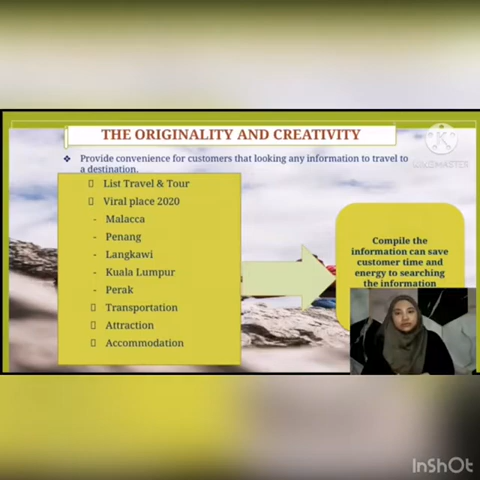 THE ORIGINALITY AND CREATIVITY
❖ Provide convenience for customers that looking any information to travel to
a destination.
List Travel & Tour
Viral place 2020
- Malacca
- Penang
- Langkawi
- Kuala Lumpur
- Perak
Transportation
Attraction
Accommodation
Compile the
information can save
customer time and
energy to searching
the information
K
KINEMASTER
InShOt